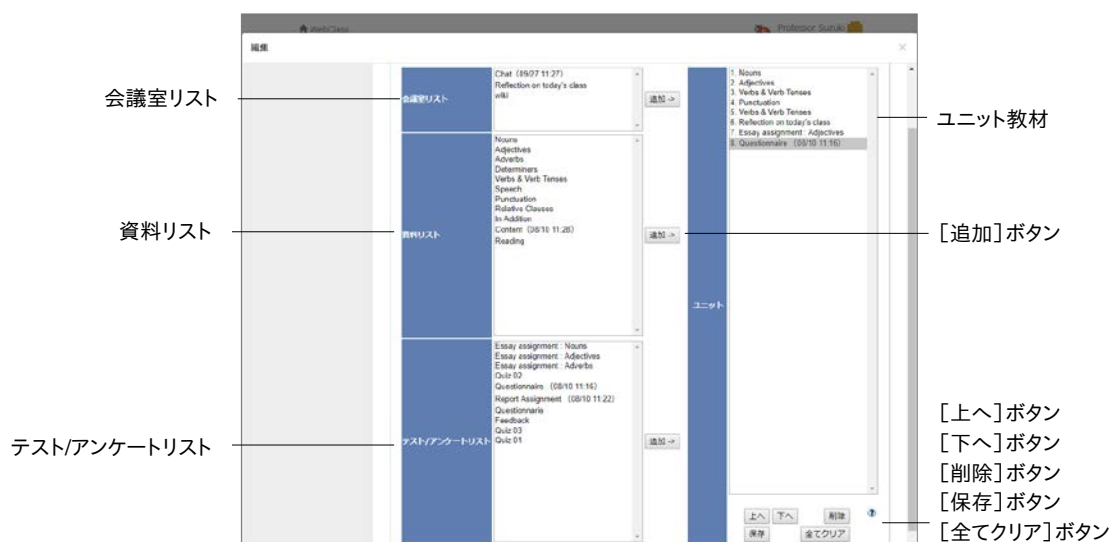 WebClass
Professor Suzuki
編集
×
会議室リスト
会議室リスト
Chat (09/27 11:27)
Reflection on today's class
wiki
追加 ->
資料リスト
資料リスト
Nouns
Adjectives
Adverbs
Determiners
Verbs & Verb Tenses
Speech
Punctuation
Relative Clauses
In Addition
Content (08/10 11:28)
Reading
追加 ->
テスト/アンケートリスト
テスト/アンケートリスト
Essay assignment : Nouns
Essay assignment : Adjectives
Essay assignment : Adverbs
Quiz 02
Questionnaire (08/10 11:16)
Report Assignment (08/10 11:22)
Questionnarie
Feedback
Quiz 03
Quiz 01
追加 ->
ユニット
1. Nouns
2. Adjectives
3. Verbs & Verb Tenses
4. Punctuation
5. Verbs & Verb Tenses
6. Reflection on today's class
7. Essay assignment : Adjectives
8. Questionnaire (08/10 11:16)
上へ 下へ 削除 ?
保存 全てクリア
ユニット教材
[追加]ボタン
[上へ]ボタン
[下へ]ボタン
[削除]ボタン
[保存]ボタン
[全てクリア]ボタン